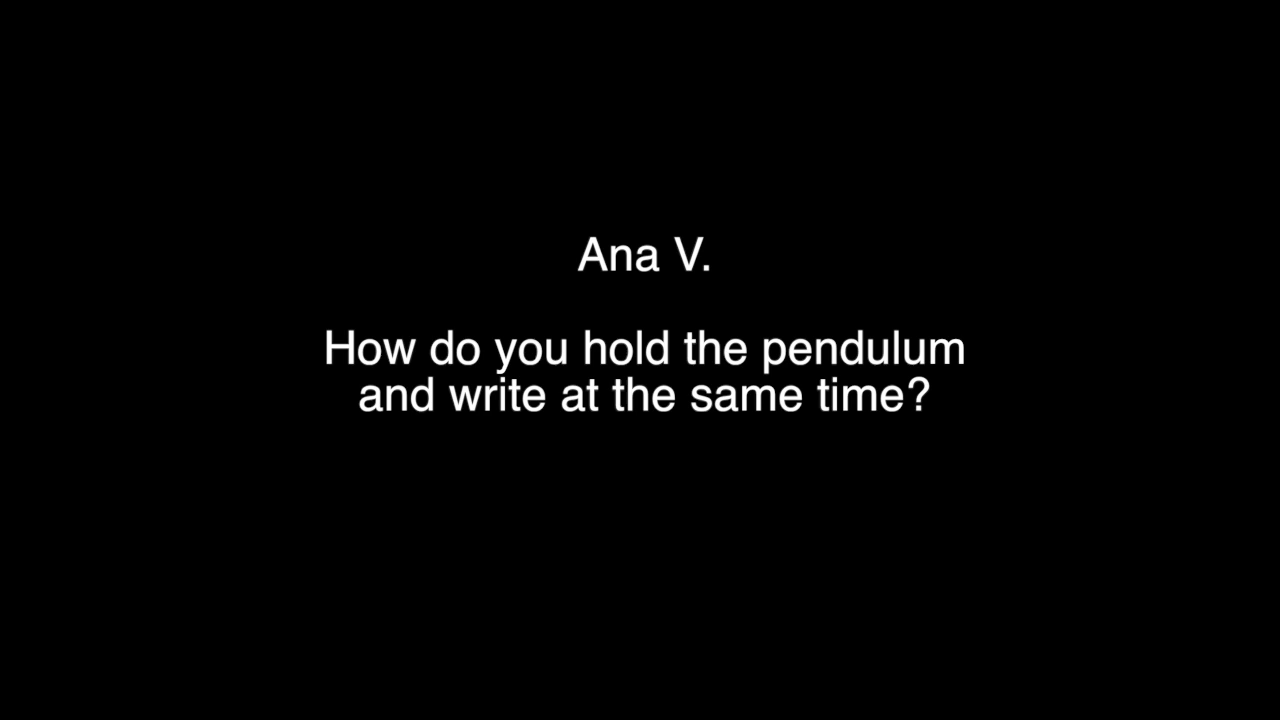 Ana V.
How do you hold the pendulum
and write at the same time?